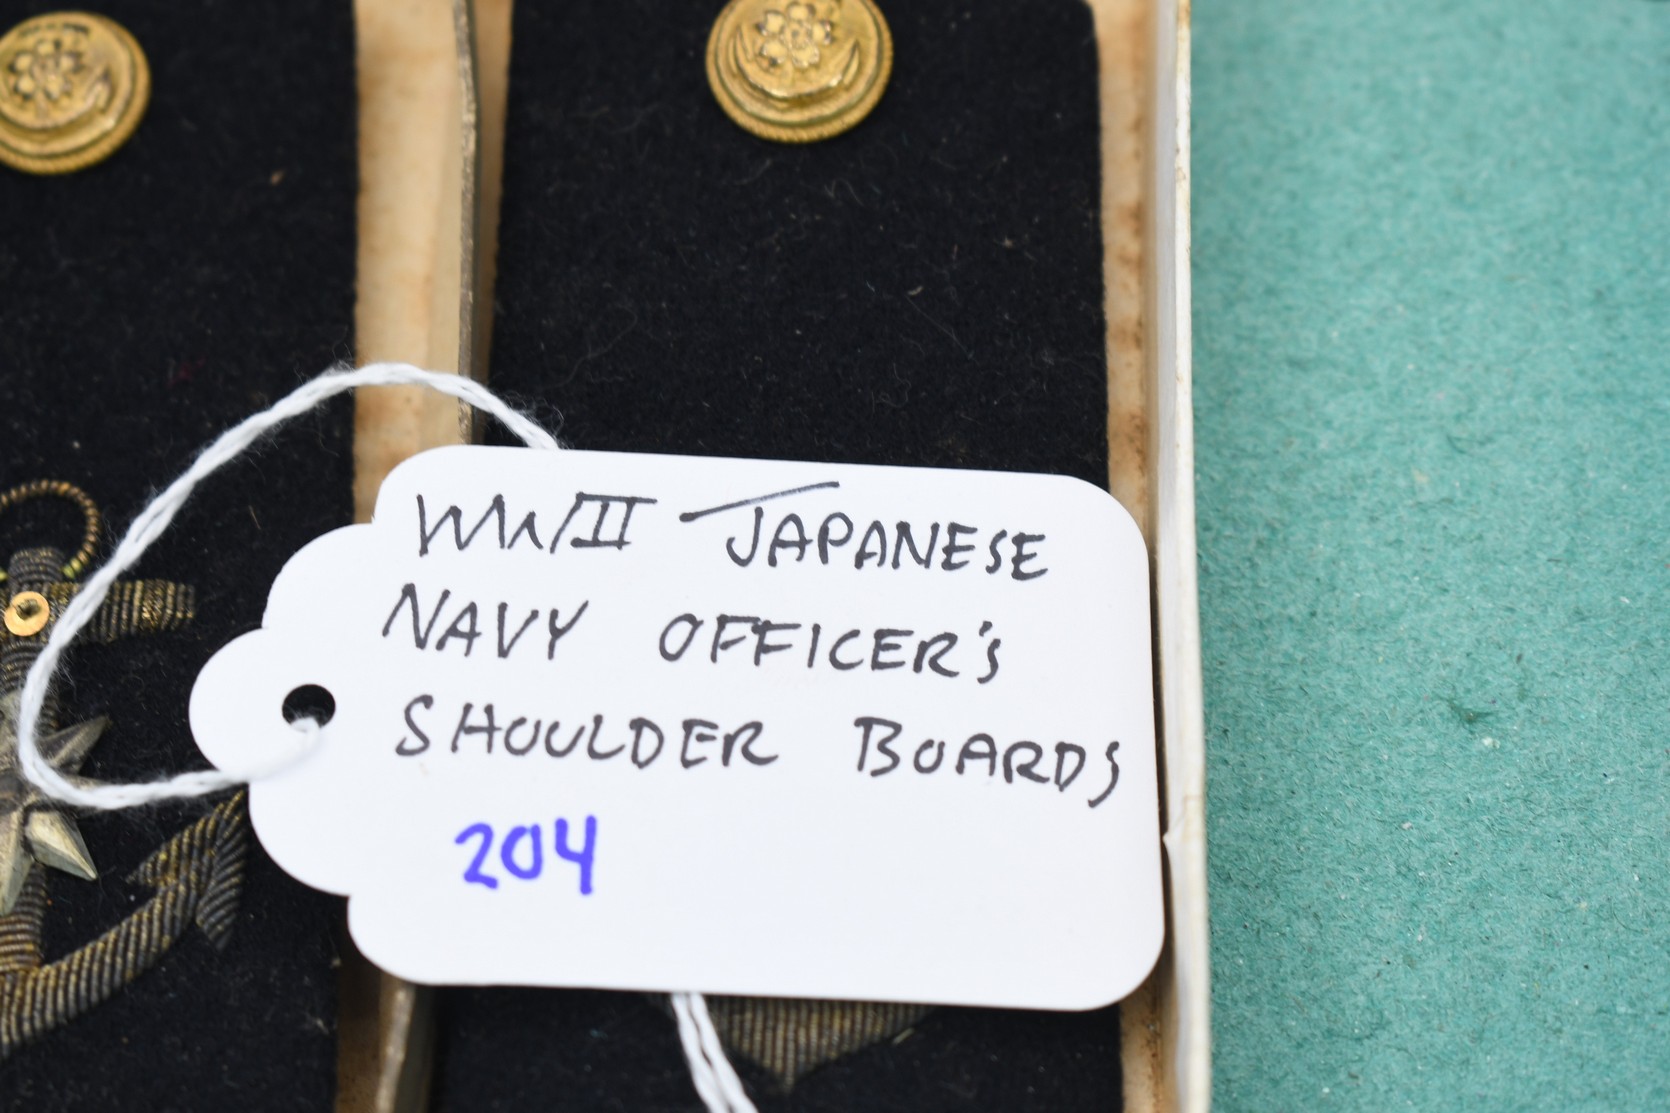 WWII JAPANESE
NAVY OFFICER'S
SHOULDER BOARDS
204